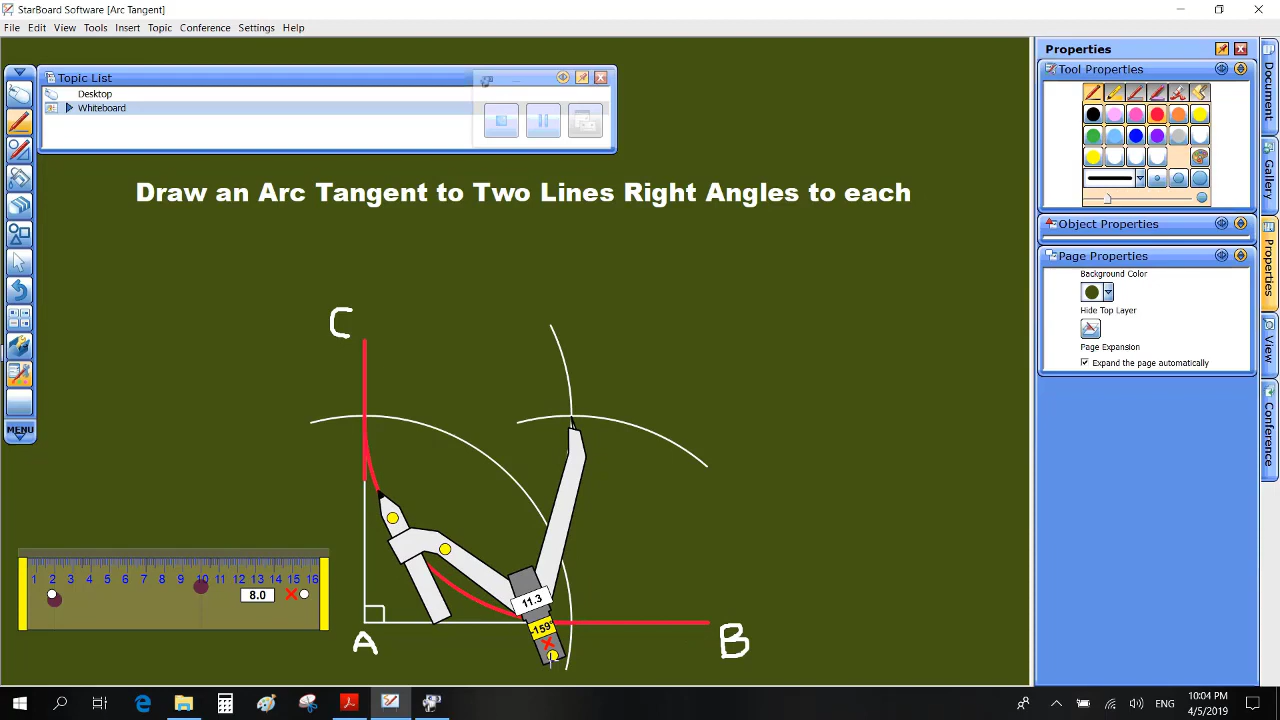 StarBoard Software [Arc Tangent]
File Edit View Tools Insert Topic Conference Settings Help
Topic List
Desktop
Whiteboard
Draw an Arc Tangent to Two Lines Right Angles to each
C
A
B
11.3
-159°
1 2 3 4 5 6 7 8 9 10 11 12 13 14 15 16
8.0
MENU
Properties
Tool Properties
Object Properties
Page Properties
Background Color
Hide Top Layer
Page Expansion
Expand the page automatically
Document
Gallery
Properties
View
Conference
ENG
10:04 PM
4/5/2019